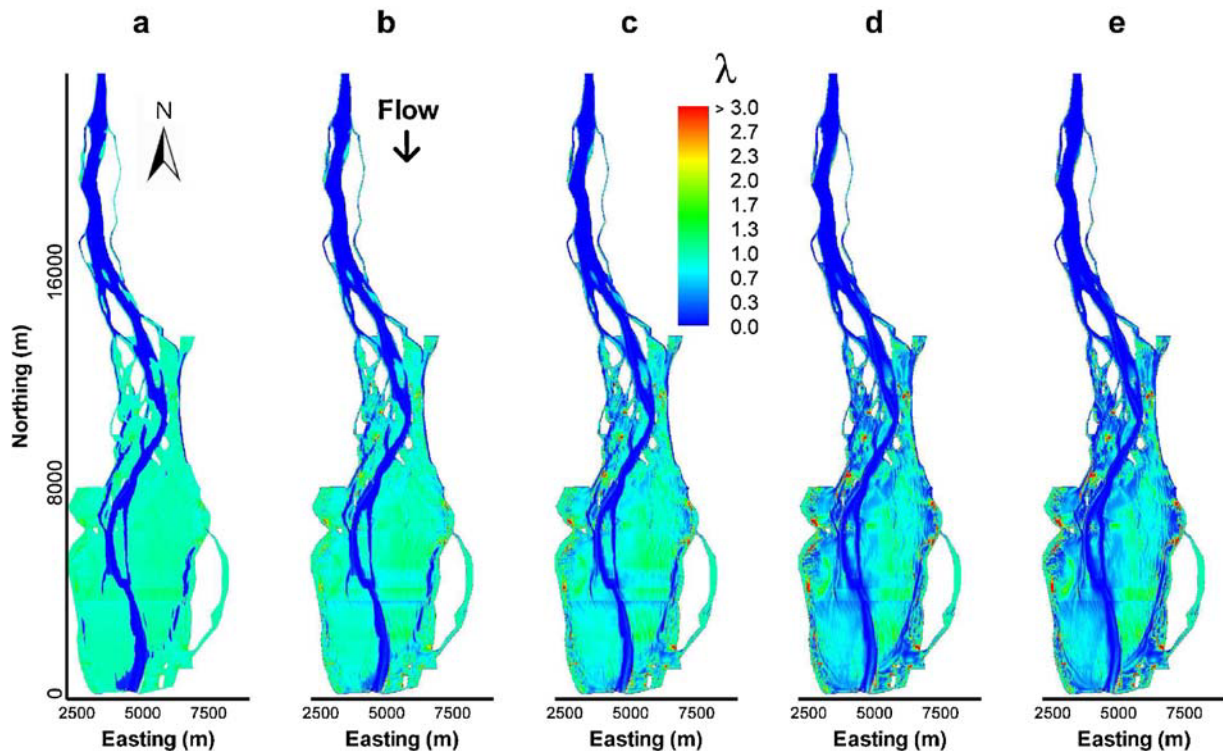 a b c d e
N
Flow
λ
> 3.0
2.7
2.3
2.0
1.7
1.3
1.0
0.7
0.3
0.0
Northing (m)
16000
8000
0
2500 5000 7500 2500 5000 7500 2500 5000 7500 2500 5000 7500 2500 5000 7500
Easting (m) Easting (m) Easting (m) Easting (m) Easting (m)